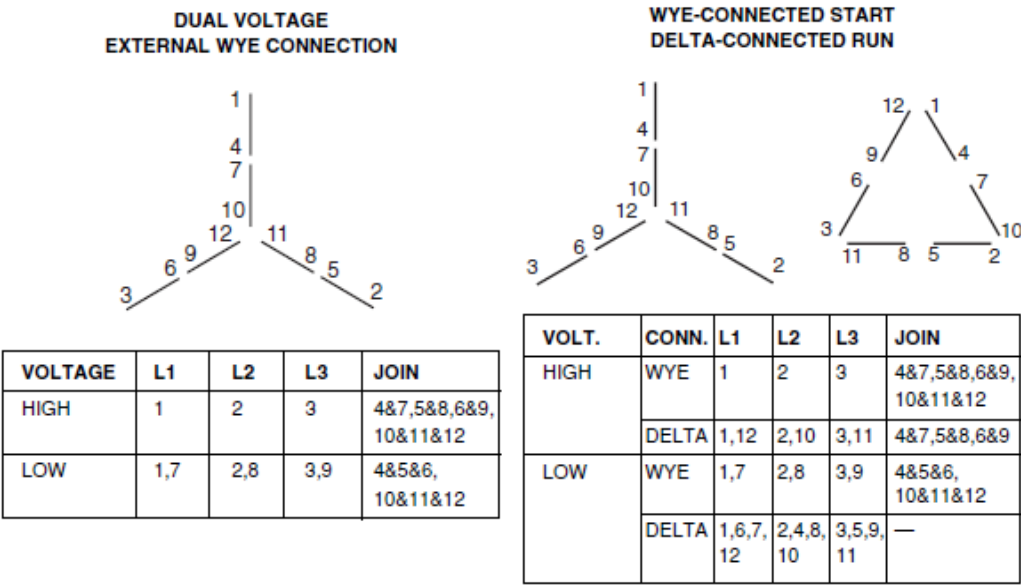 DUAL VOLTAGE
EXTERNAL WYE CONNECTION
1
4
7
10
12 11
9 8
6 5
3 2
VOLTAGE L1 L2 L3 JOIN
HIGH 1 2 3 4&7,5&8,6&9,
10&11&12
LOW 1,7 2,8 3,9 4&5&6,
10&11&12
WYE-CONNECTED START
DELTA-CONNECTED RUN
1
4
7
10
12 11
9 8
6 5
3 2
12 1
9 4
6 7
3 10
11 8 5 2
VOLT. CONN. L1 L2 L3 JOIN
HIGH WYE 1 2 3 4&7,5&8,6&9,
10&11&12
DELTA 1,12 2,10 3,11 4&7,5&8,6&9
LOW WYE 1,7 2,8 3,9 4&5&6,
10&11&12
DELTA 1,6,7, 2,4,8, 3,5,9, —
12 10 11